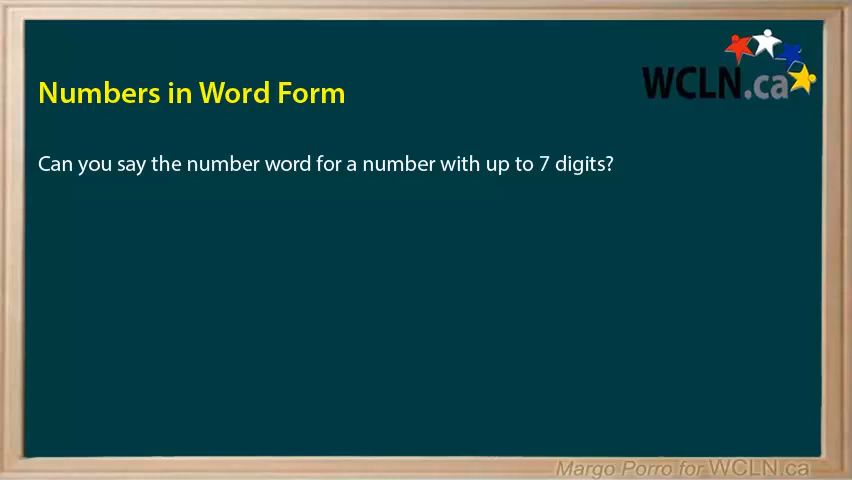 WCLN.ca
Numbers in Word Form
Can you say the number word for a number with up to 7 digits?
Margo Porro for WCLN.ca